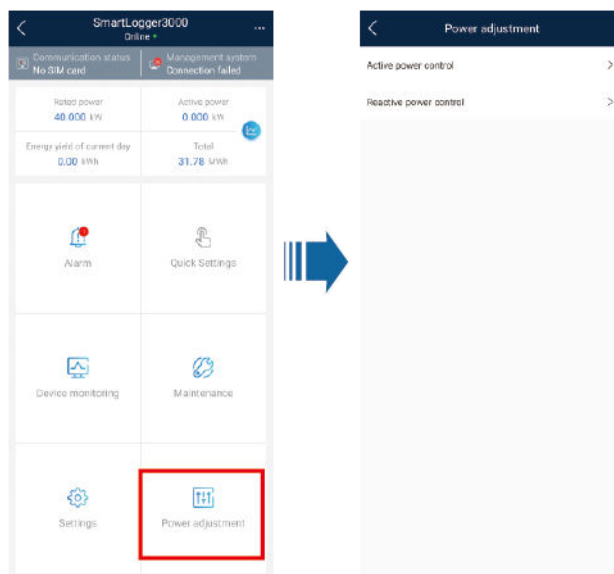 SmartLogger3000
Online
Communication status
No SIM card
Management system
Connection failed
Rated power
40.000 kW
Active power
0.000 kW
Energy yield of current day
0.00 kWh
Total
31.78 MWh
Alarm
Quick Settings
Device monitoring
Maintenance
Settings
Power adjustment
Power adjustment
Active power control
Reactive power control